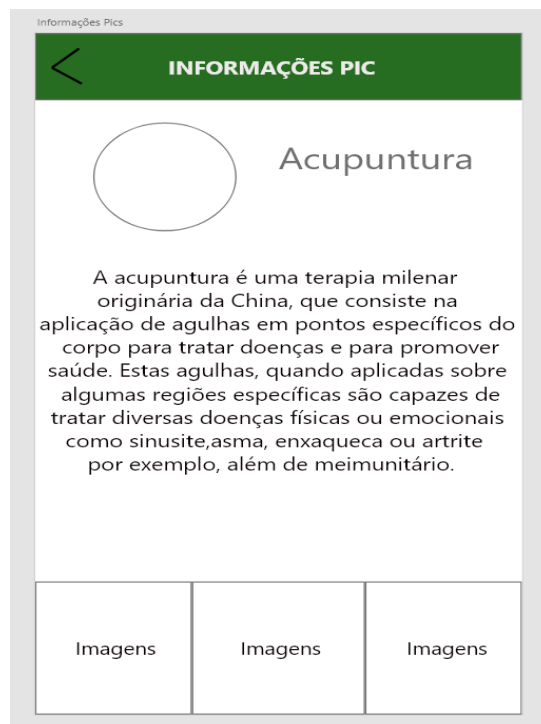 Informações Pics
INFORMAÇÕES PIC
Acupuntura
A acupuntura é uma terapia milenar
originária da China, que consiste na
aplicação de agulhas em pontos específicos do
corpo para tratar doenças e para promover
saúde. Estas agulhas, quando aplicadas sobre
algumas regiões específicas são capazes de
tratar diversas doenças físicas ou emocionais
como sinusite,asma, enxaqueca ou artrite
por exemplo, além de meimunitário.
Imagens
Imagens
Imagens